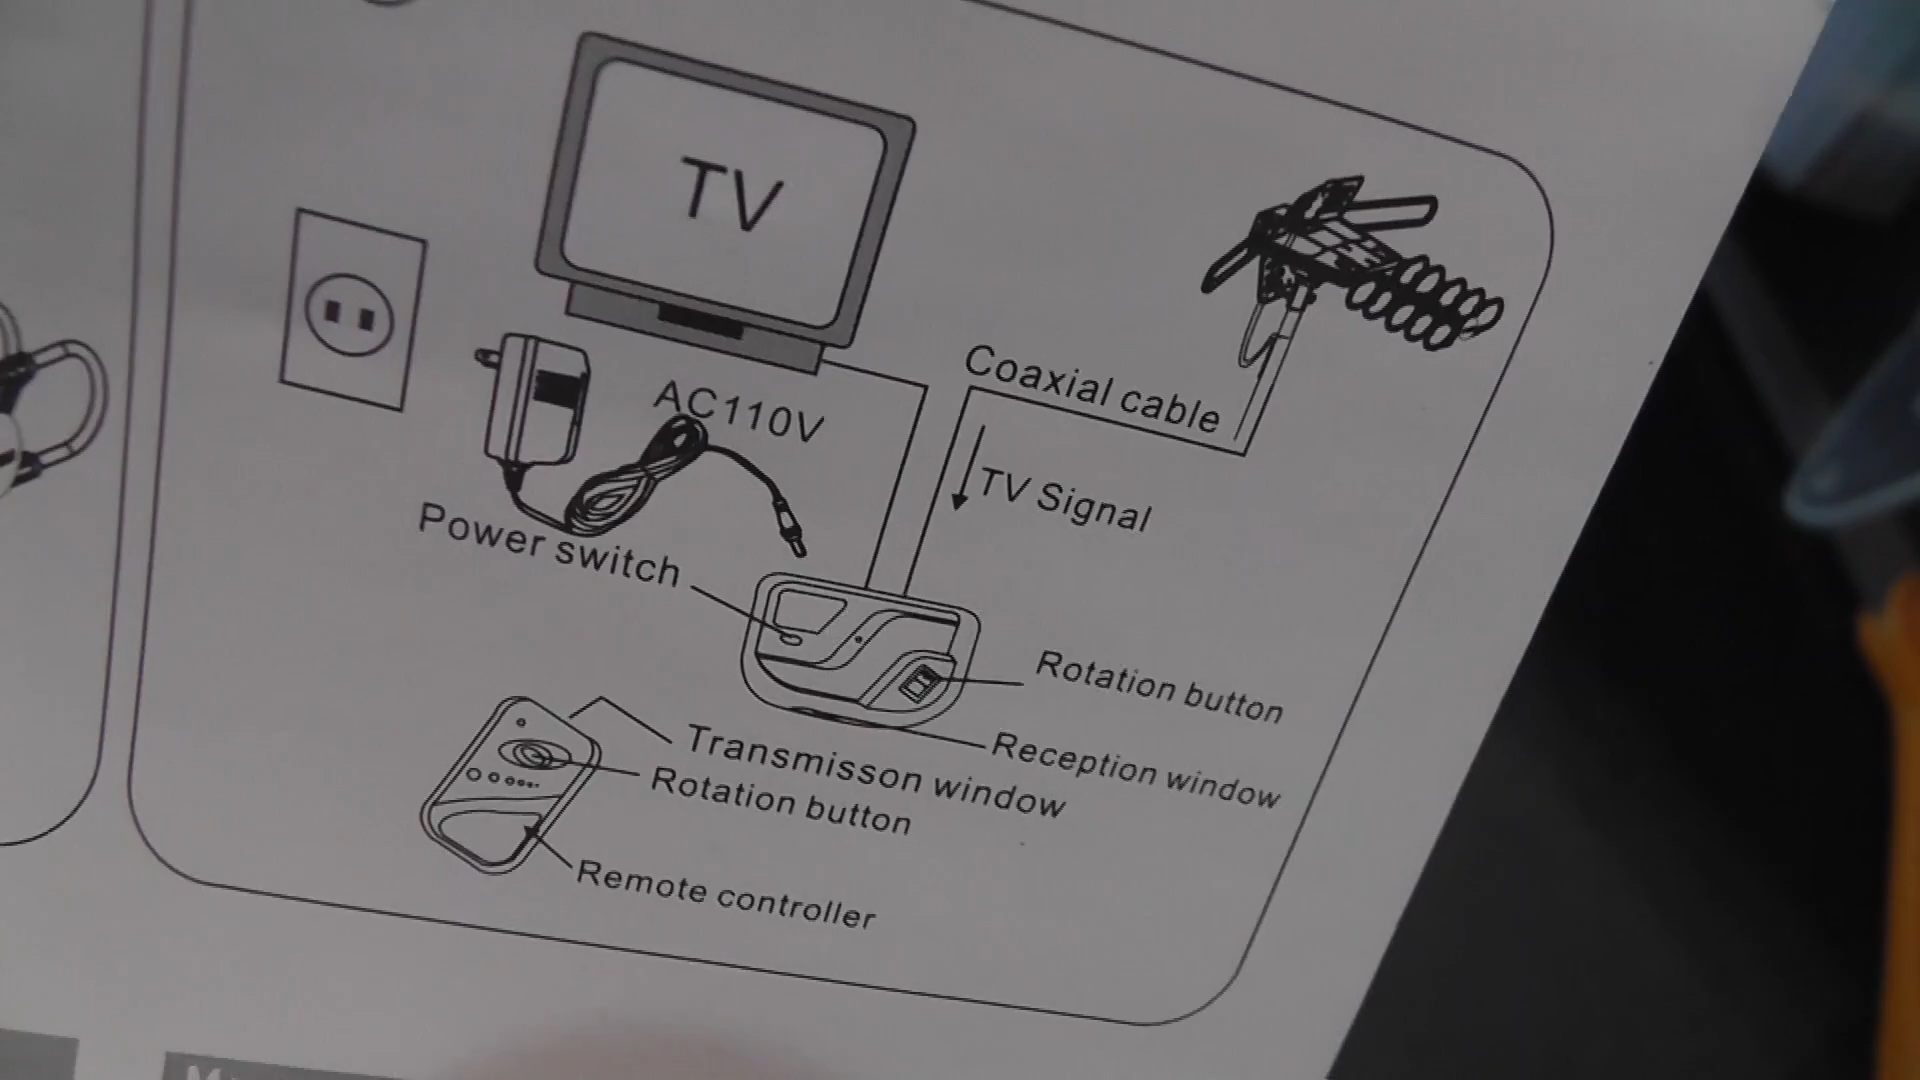 TV
Coaxial cable
AC110V
TV Signal
Power switch
Rotation button
Transmisson window
Reception window
Rotation button
Remote controller